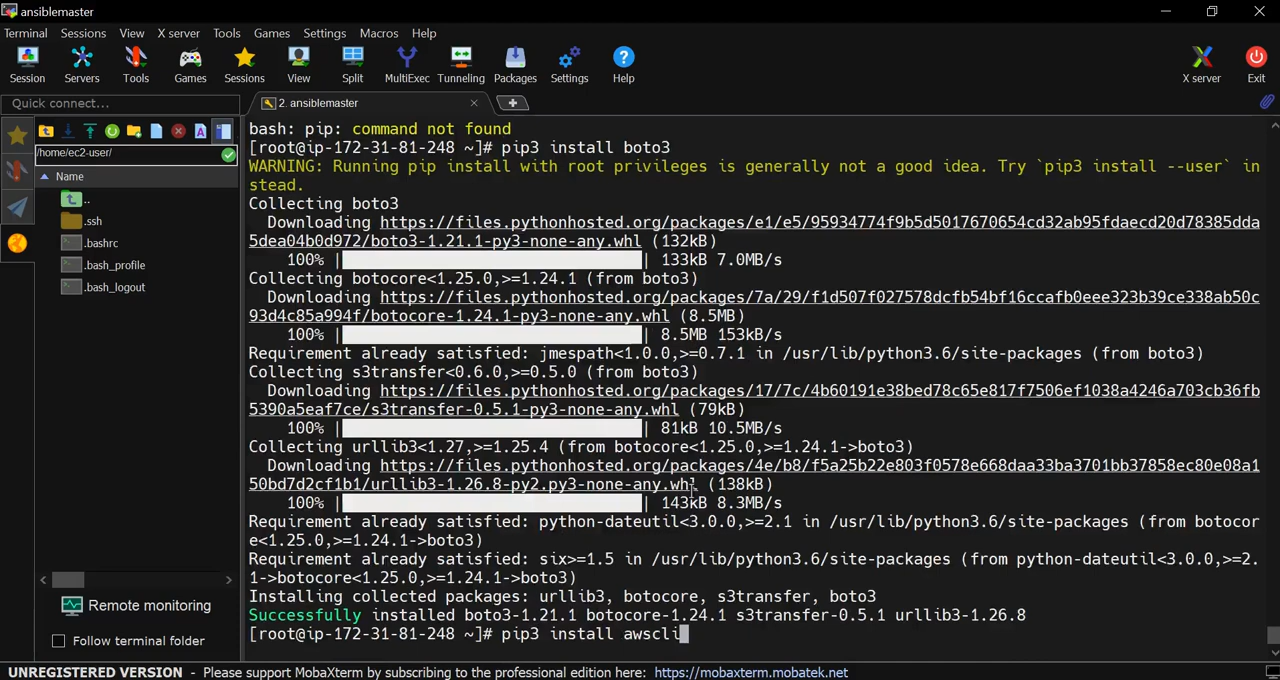 ansiblemaster
Terminal Sessions View X server Tools Games Settings Macros Help
Session Servers Tools Games Sessions View Split MultiExec Tunneling Packages Settings Help X server Exit
Quick connect...
2. ansiblemaster
/home/ec2-user/
Name
..
.ssh
.bashrc
.bash_profile
.bash_logout
Remote monitoring
Follow terminal folder
bash: pip: command not found
[root@ip-172-31-81-248 ~]# pip3 install boto3
WARNING: Running pip install with root privileges is generally not a good idea. Try `pip3 install --user` in
stead.
Collecting boto3
Downloading https://files.pythonhosted.org/packages/e1/e5/95934774f9b5d5017670654cd32ab95fdaecd20d78385dda
5dea04b0d972/boto3-1.21.1-py3-none-any.whl (132kB)
100% |████████████████████████████████| 133kB 7.0MB/s
Collecting botocore<1.25.0,>=1.24.1 (from boto3)
Downloading https://files.pythonhosted.org/packages/7a/29/f1d507f027578dcfb54bf16ccafb0eee323b39ce338ab50c
93d4c85a994f/botocore-1.24.1-py3-none-any.whl (8.5MB)
100% |████████████████████████████████| 8.5MB 153kB/s
Requirement already satisfied: jmespath<1.0.0,>=0.7.1 in /usr/lib/python3.6/site-packages (from boto3)
Collecting s3transfer<0.6.0,>=0.5.0 (from boto3)
Downloading https://files.pythonhosted.org/packages/17/7c/4b60191e38bed78c65e817f7506ef1038a4246a703cb36fb
5390a5eaf7ce/s3transfer-0.5.1-py3-none-any.whl (79kB)
100% |████████████████████████████████| 81kB 10.5MB/s
Collecting urllib3<1.27,>=1.25.4 (from botocore<1.25.0,>=1.24.1->boto3)
Downloading https://files.pythonhosted.org/packages/4e/b8/f5a25b22e803f0578e668daa33ba3701b37858ec80e08a1
50bd7d2cf1b1/urllib3-1.26.8-py2.py3-none-any.whl (138kB)
100% |████████████████████████████████| 143kB 8.3MB/s
Requirement already satisfied: python-dateutil<3.0.0,>=2.1 in /usr/lib/python3.6/site-packages (from botocor
e<1.25.0,>=1.24.1->boto3)
Requirement already satisfied: six>=1.5 in /usr/lib/python3.6/site-packages (from python-dateutil<3.0.0,>=2.
1->botocore<1.25.0,>=1.24.1->boto3)
Installing collected packages: urllib3, botocore, s3transfer, boto3
Successfully installed boto3-1.21.1 botocore-1.24.1 s3transfer-0.5.1 urllib3-1.26.8
[root@ip-172-31-81-248 ~]# pip3 install awscli
UNREGISTERED VERSION - Please support MobaXterm by subscribing to the professional edition here: https://mobaxterm.mobatek.net